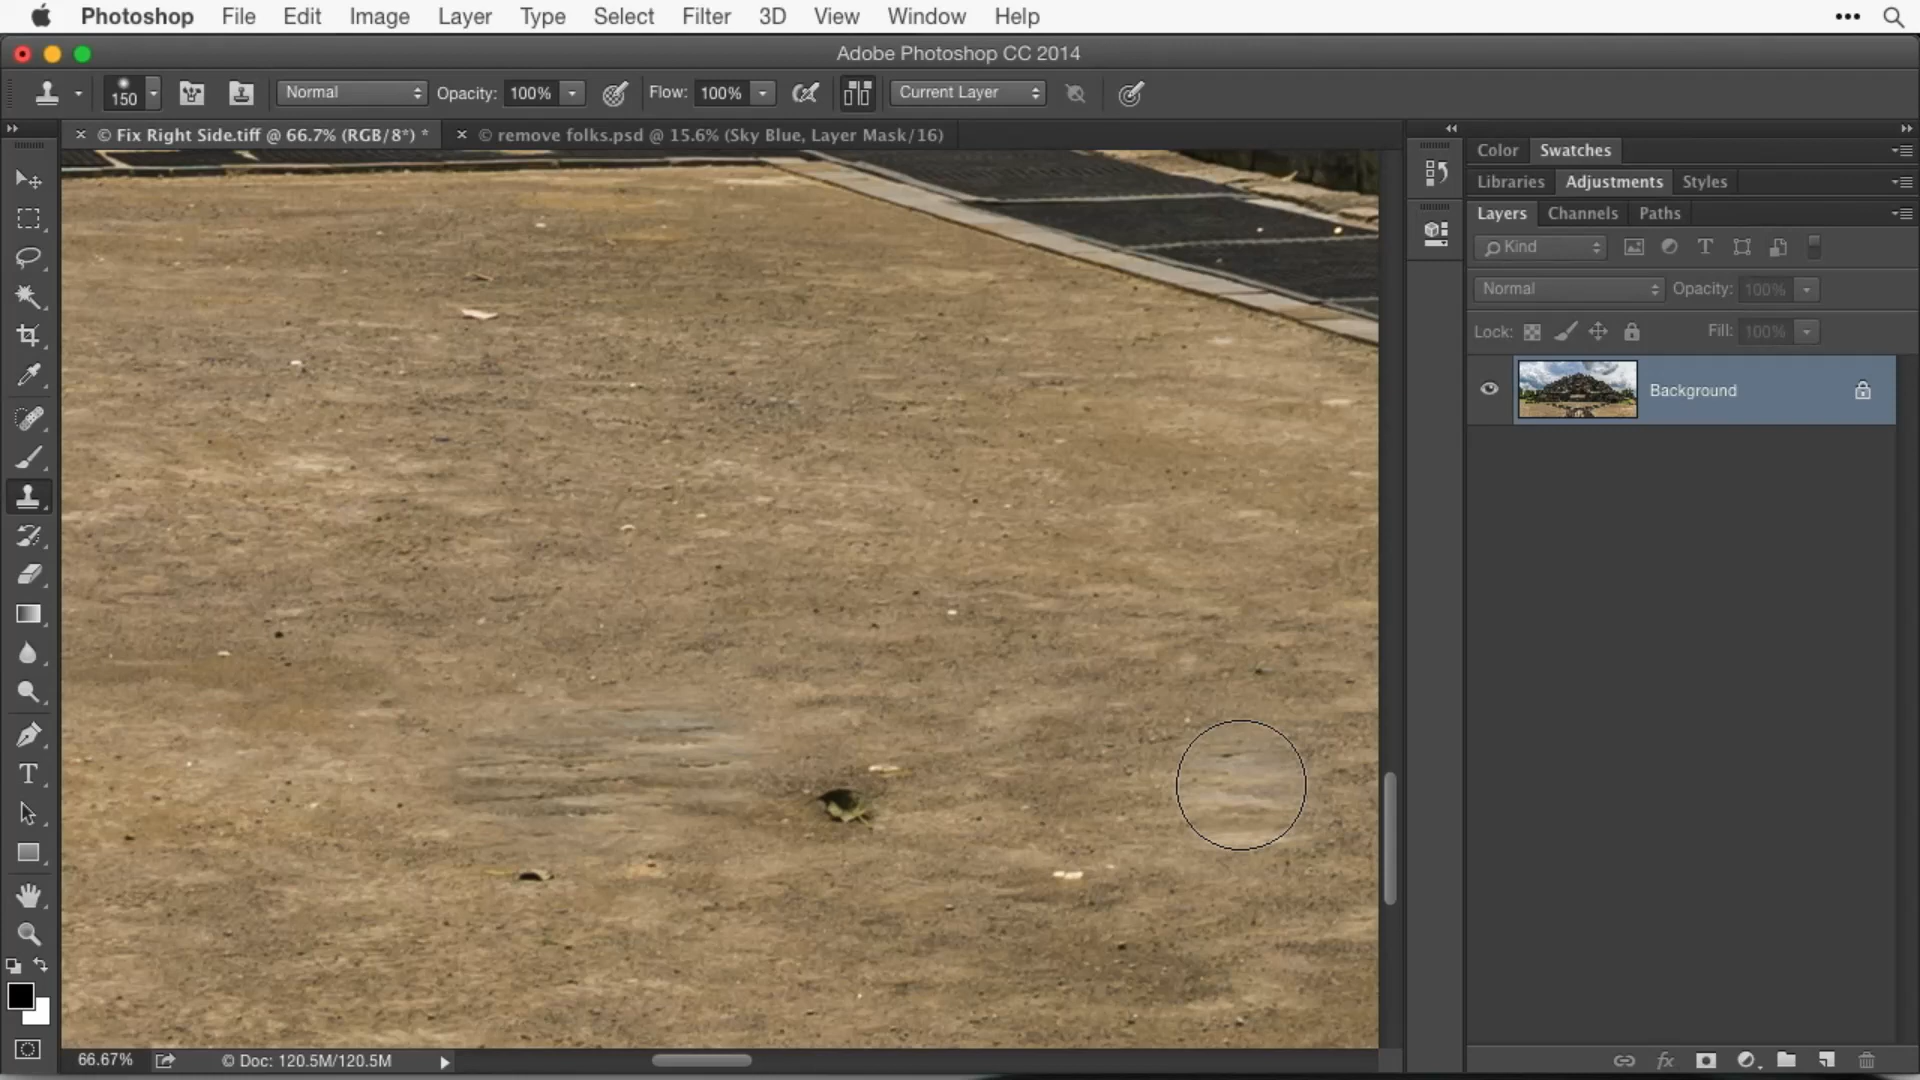 Photoshop File Edit Image Layer Type Select Filter 3D View Window Help
Adobe Photoshop CC 2014
150 Normal Opacity: 100% Flow: 100% Current Layer
© Fix Right Side.tiff @ 66.7% (RGB/8*) * © remove folks.psd @ 15.6% (Sky Blue, Layer Mask/16)
Color Swatches
Libraries Adjustments Styles
Layers Channels Paths
Kind
Normal Opacity: 100%
Lock: Fill: 100%
Background
66.67% © Doc: 120.5M/120.5M